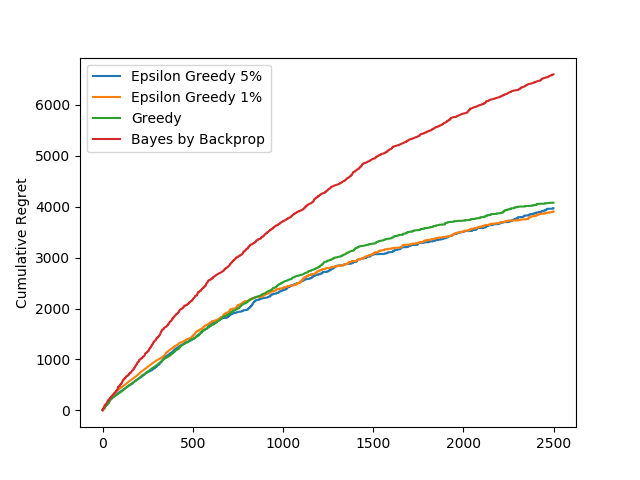 Epsilon Greedy 5%
Epsilon Greedy 1%
Greedy
Bayes by Backprop
Cumulative Regret
6000
5000
4000
3000
2000
1000
0
0 500 1000 1500 2000 2500